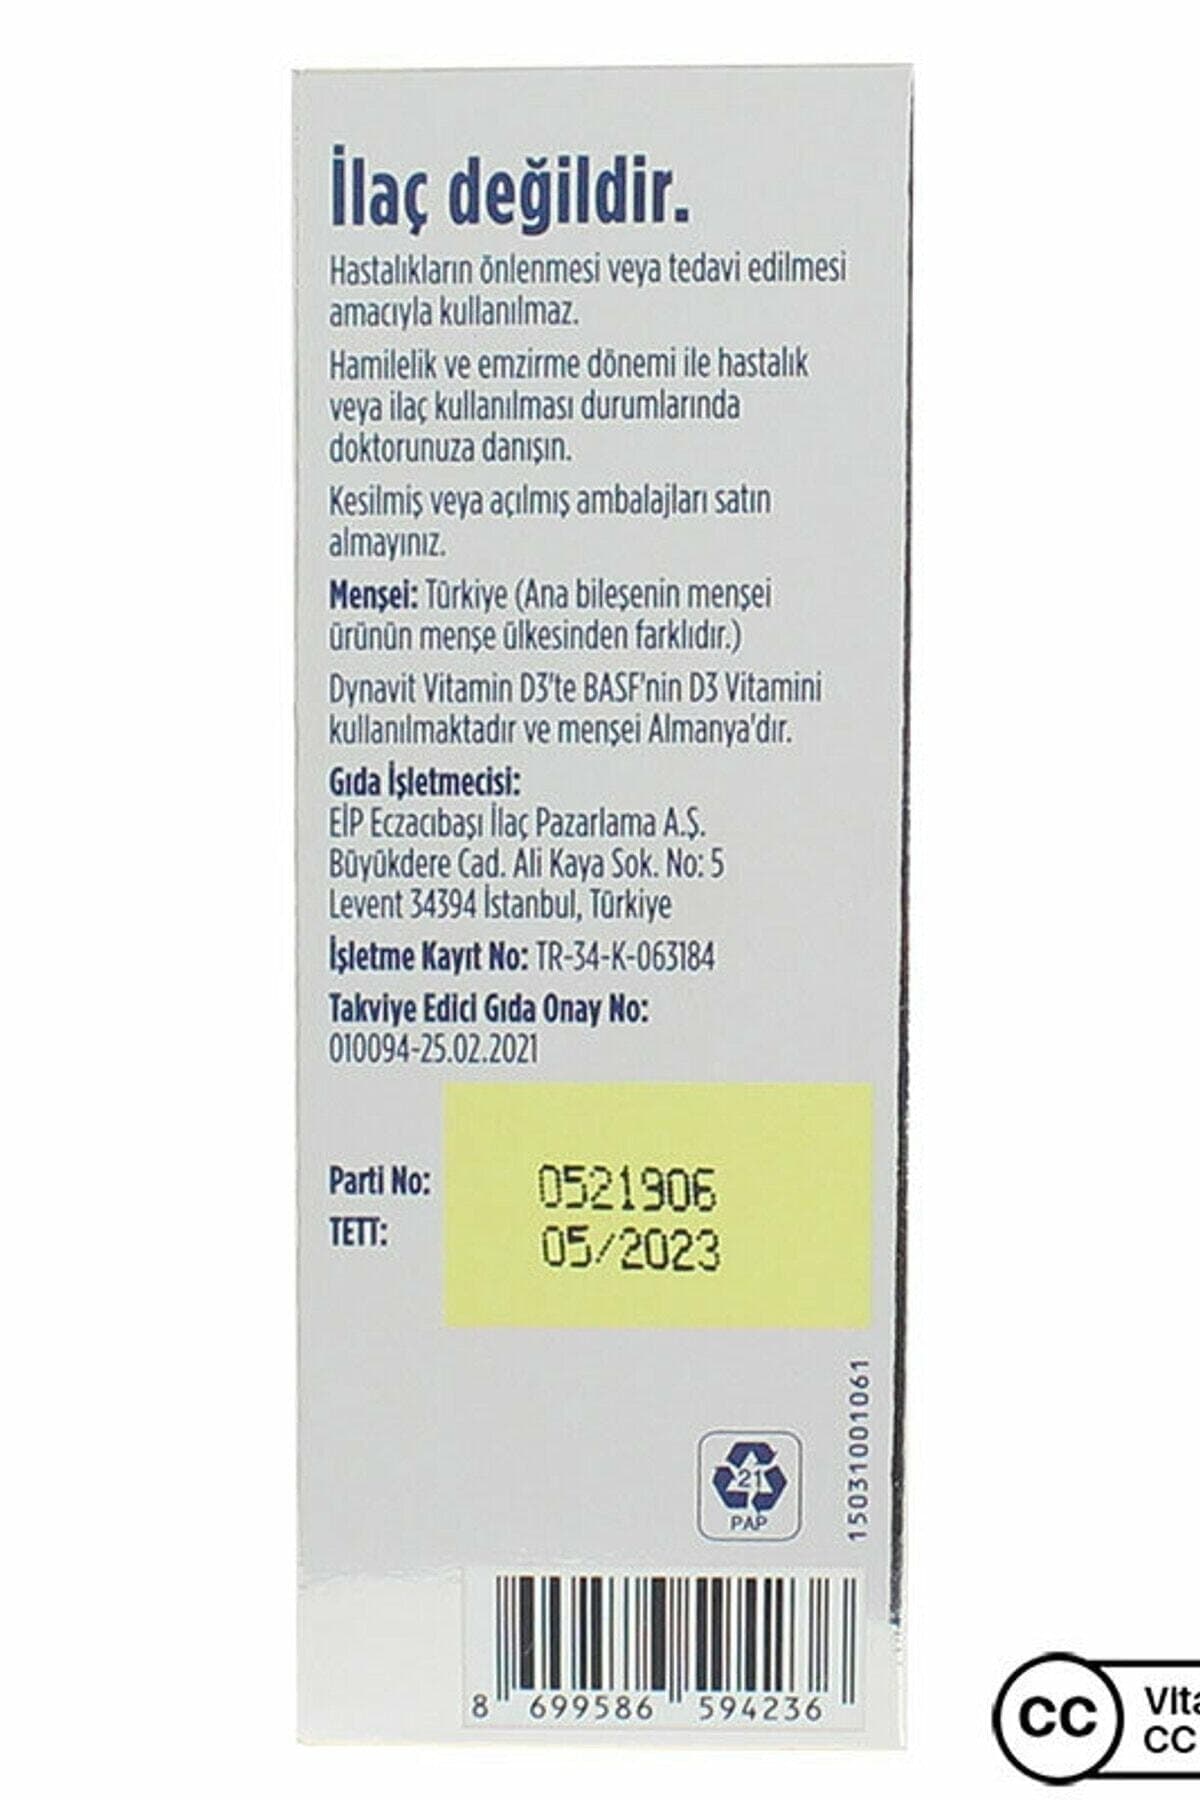 İlaç değildir.
Hastalıkların önlenmesi veya tedavi edilmesi
amacıyla kullanılmaz.
Hamilelik ve emzirme dönemi ile hastalık
veya ilaç kullanılması durumlarında
doktorunuza danışın.
Kesilmiş veya açılmış ambalajları satın
almayınız.
Menşei: Türkiye (Ana bileşenin menşei
ürünün menşe ülkesinden farklıdır.)
Dynavit Vitamin D3'te BASF'nin D3 Vitamini
kullanılmaktadır ve menşei Almanya'dır.
Gıda İşletmecisi:
EİP Eczacıbaşı İlaç Pazarlama A.Ş.
Büyükdere Cad. Ali Kaya Sok. No: 5
Levent 34394 İstanbul, Türkiye
İşletme Kayıt No: TR-34-K-063184
Takviye Edici Gıda Onay No:
010094-25.02.2021
Parti No: 0521906
TETT: 05/2023
15031001061
21
PAP
8 699586 594236
CC
CC